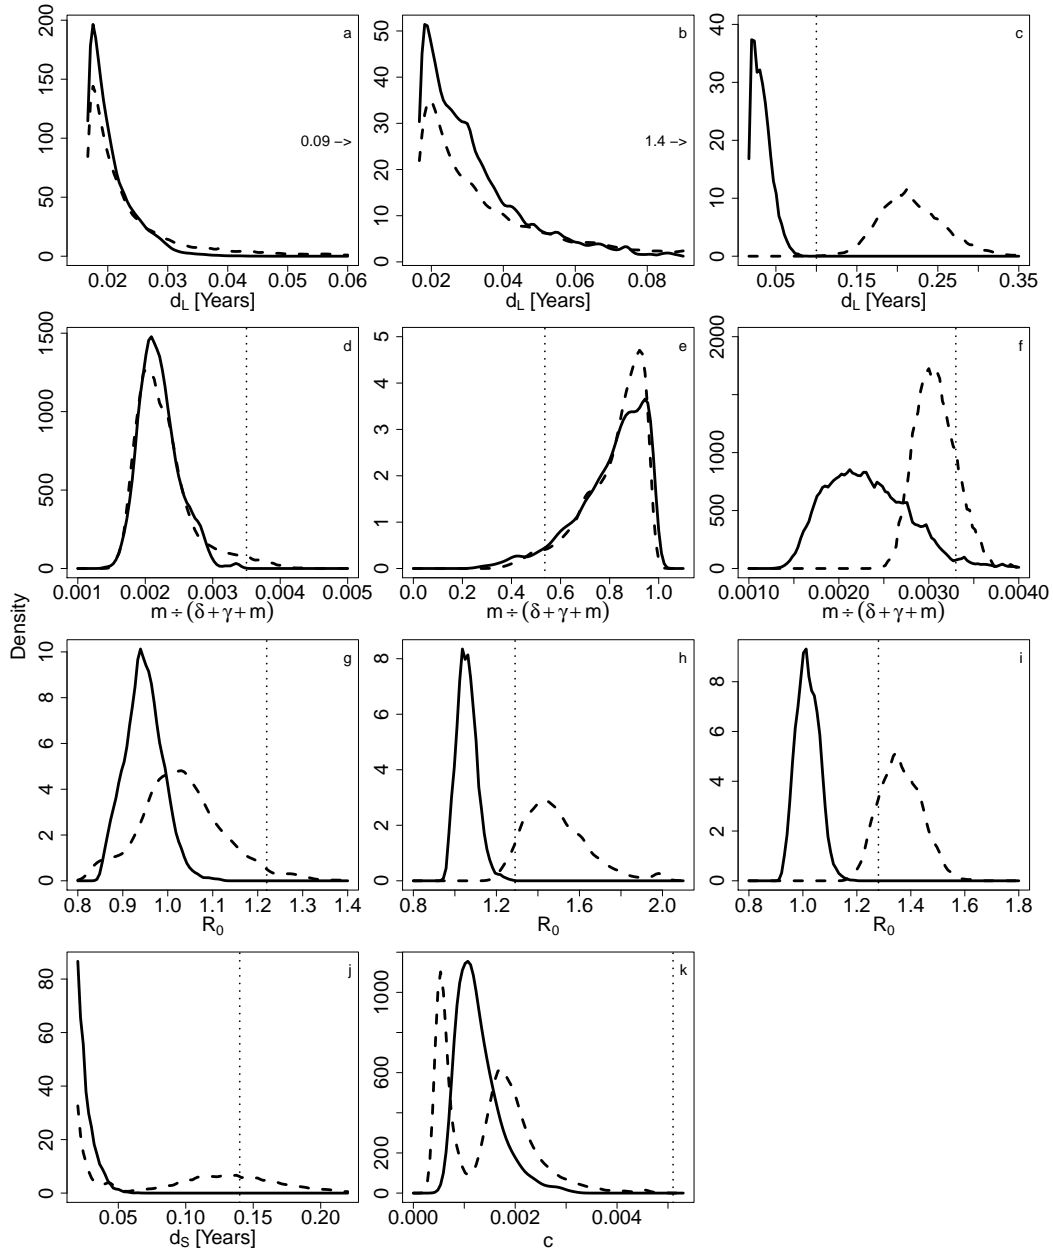 a
0 50 100 150 200
0.09 −>
0.02 0.03 0.04 0.05 0.06
d_L [Years]
b
0 10 20 30 40 50
1.4 −>
0.02 0.04 0.06 0.08
d_L [Years]
c
0 10 20 30 40
0.05 0.15 0.25 0.35
d_L [Years]
d
0 500 1000 1500
0.001 0.002 0.003 0.004 0.005
m ÷ (δ + γ + m)
e
0 1 2 3 4 5
0.0 0.2 0.4 0.6 0.8 1.0
m ÷ (δ + γ + m)
f
0 500 1000 2000
0.0010 0.0020 0.0030 0.0040
m ÷ (δ + γ + m)
Density
g
0 2 4 6 8 10
0.8 0.9 1.0 1.1 1.2 1.3 1.4
R_0
h
0 2 4 6 8
0.8 1.2 1.6 2.0
R_0
i
0 2 4 6 8
0.8 1.0 1.2 1.4 1.6 1.8
R_0
j
0 20 40 60 80
0.05 0.10 0.15 0.20
d_S [Years]
k
0 200 600 1000
0.000 0.002 0.004
c